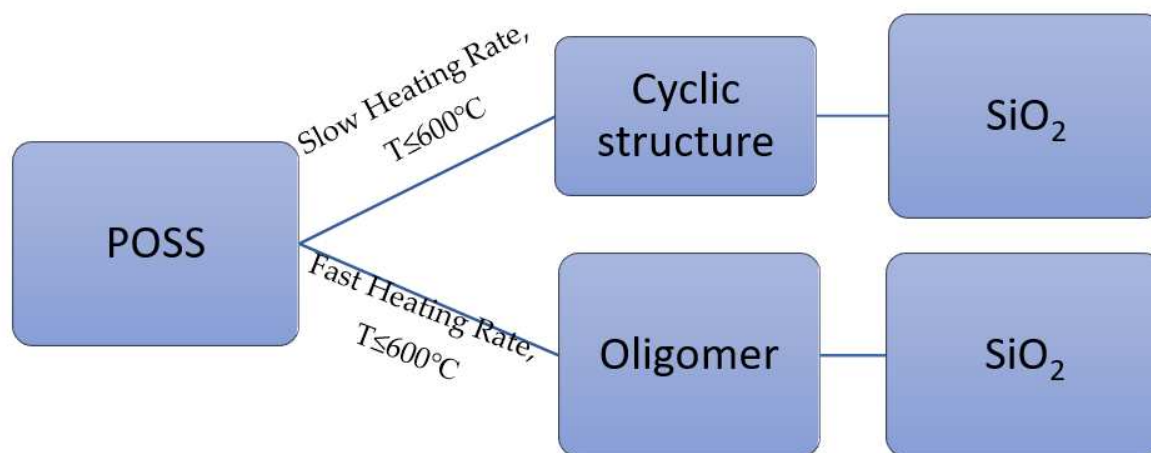 POSS
Slow Heating Rate,
T≤600°C
Cyclic
structure
SiO₂
Fast Heating Rate,
T≤600°C
Oligomer
SiO₂